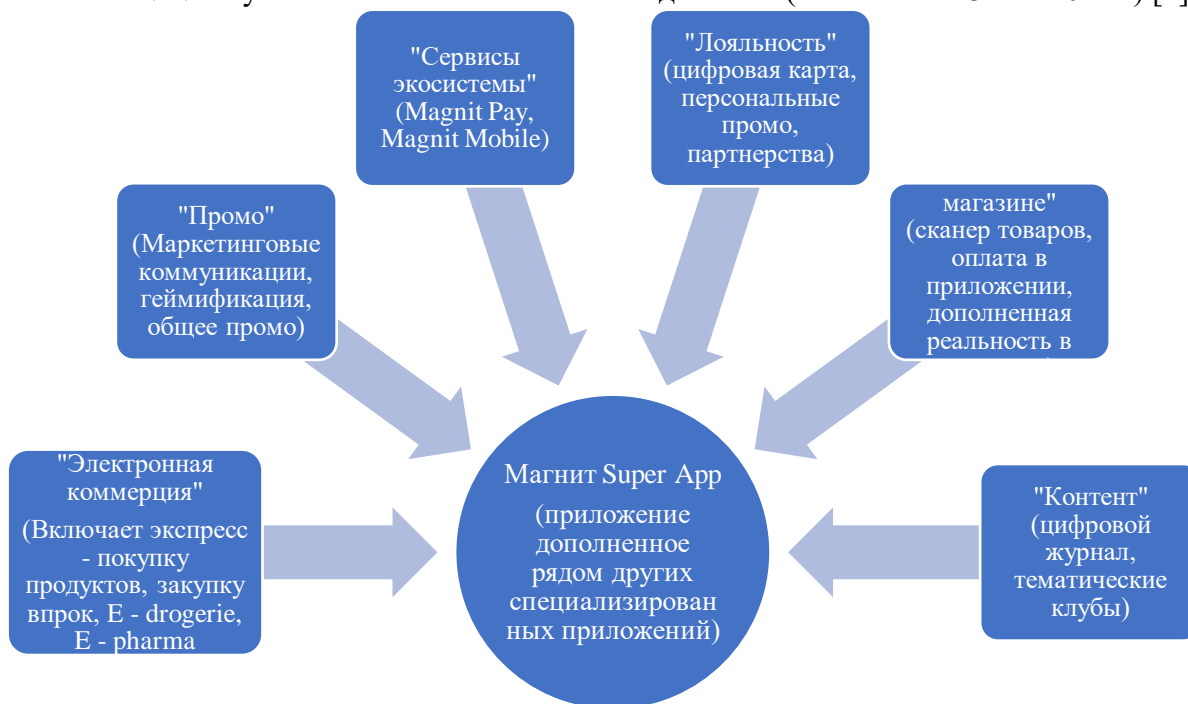 "Сервисы
экосистемы"
(Magnit Pay,
Magnit Mobile)
"Лояльность"
(цифровая карта,
персональные
промо,
партнерства)
"Промо"
(Маркетинговые
коммуникации,
геймификация,
общее промо)
магазине"
(сканер товаров,
оплата в
приложении,
дополненная
реальность в
"Электронная
коммерция"
(Включает экспресс
- покупку
продуктов, закупку
впрок, E - drogerie,
E - pharma
Магнит Super App
(приложение
дополненное
рядом других
специализирован
ных приложений)
"Контент"
(цифровой
журнал,
тематические
клубы)